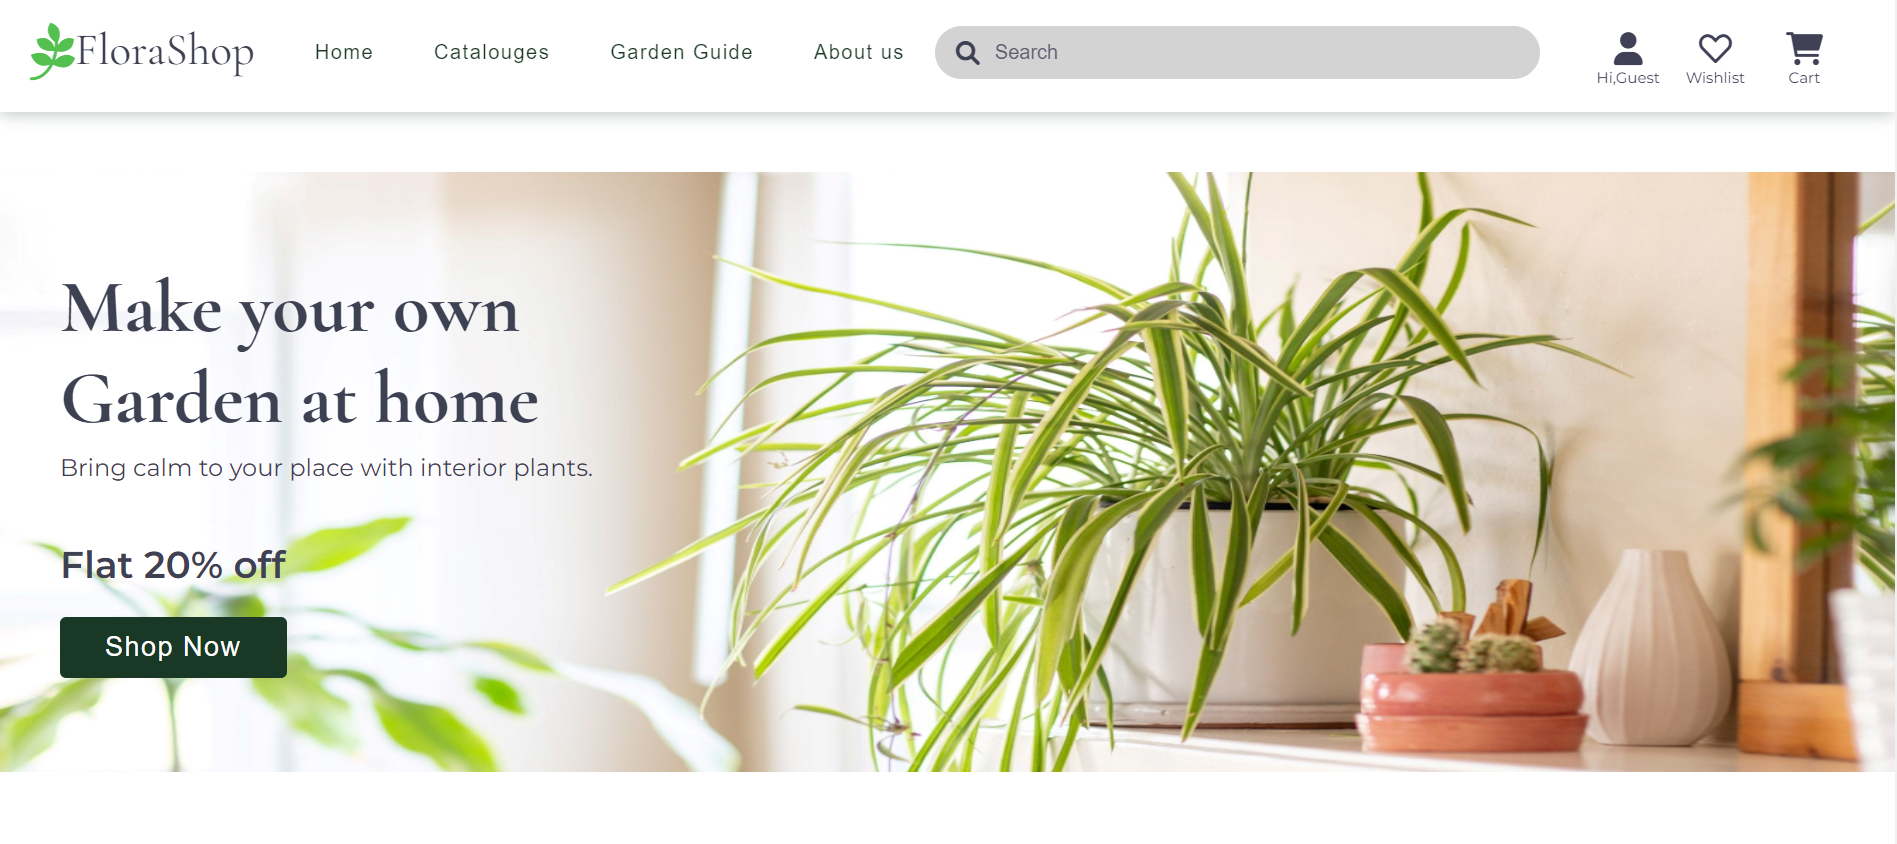 FloraShop
Home
Catalouges
Garden Guide
About us
Search
Hi,Guest
Wishlist
Cart
Make your own
Garden at home
Bring calm to your place with interior plants.
Flat 20% off
Shop Now